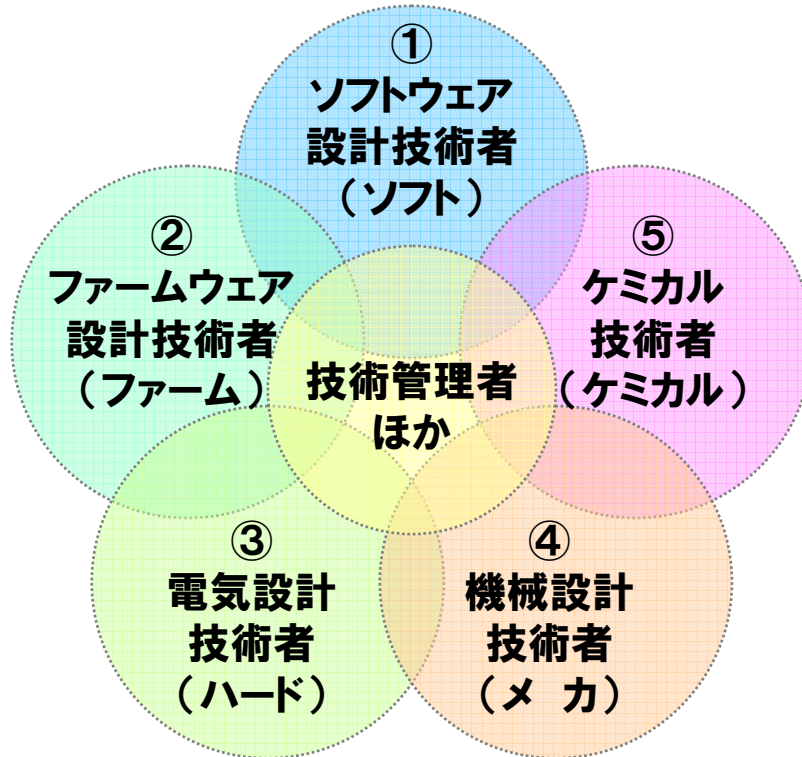 ①
ソフトウェア
設計技術者
（ソフト）
②
ファームウェア
設計技術者
（ファーム）
③
電気設計
技術者
（ハード）
④
機械設計
技術者
（メ カ）
⑤
ケミカル
技術者
（ケミカル）
技術管理者
ほか